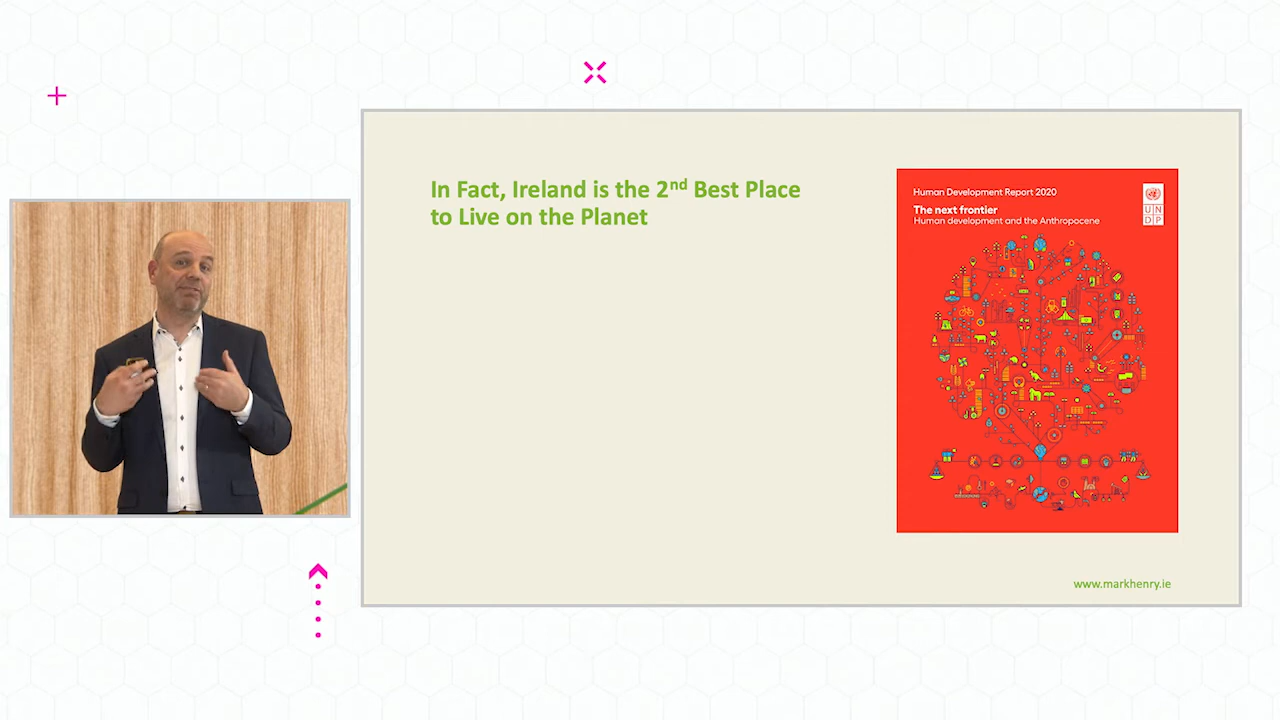 In Fact, Ireland is the 2nd Best Place
to Live on the Planet
Human Development Report 2020
The next frontier
Human development and the Anthropocene
U N
D P
www.markhenry.ie